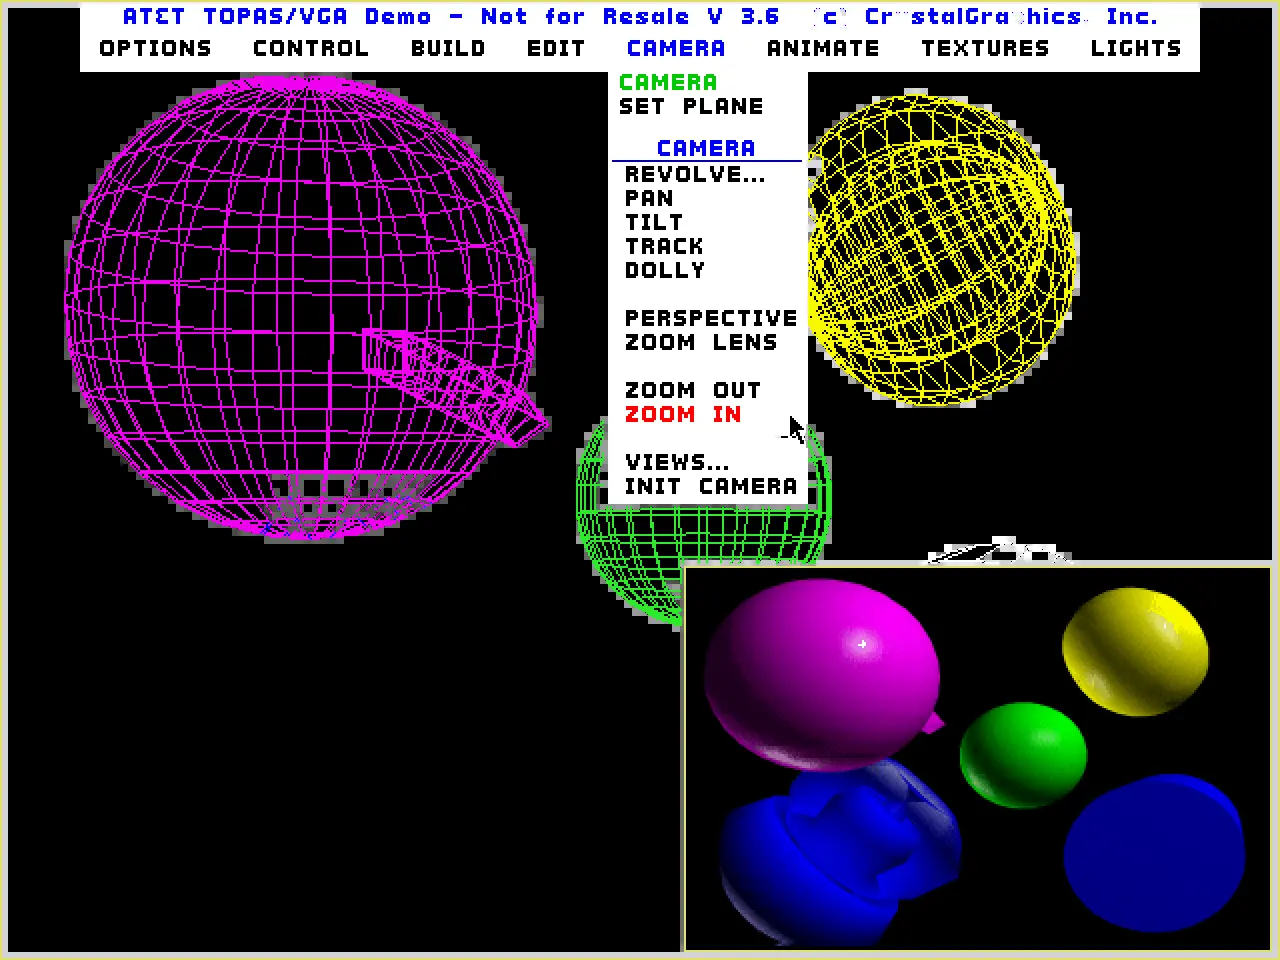 AT&T TOPAS/VGA Demo - Not for Resale V 3.6 (c) CrystalGraphics, Inc.
OPTIONS CONTROL BUILD EDIT CAMERA ANIMATE TEXTURES LIGHTS
CAMERA
SET PLANE
CAMERA
REVOLVE...
PAN
TILT
TRACK
DOLLY
PERSPECTIVE
ZOOM LENS
ZOOM OUT
ZOOM IN
VIEWS...
INIT CAMERA